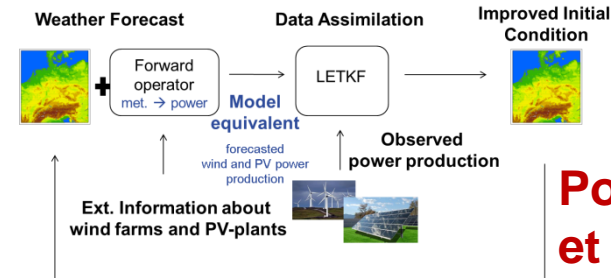 Weather Forecast
Data Assimilation
Improved Initial
Condition
Forward
operator
met. → power
LETKF
Model
equivalent
forecasted
wind and PV power
production
Observed
power production
Ext. Information about
wind farms and PV-plants
Po
et